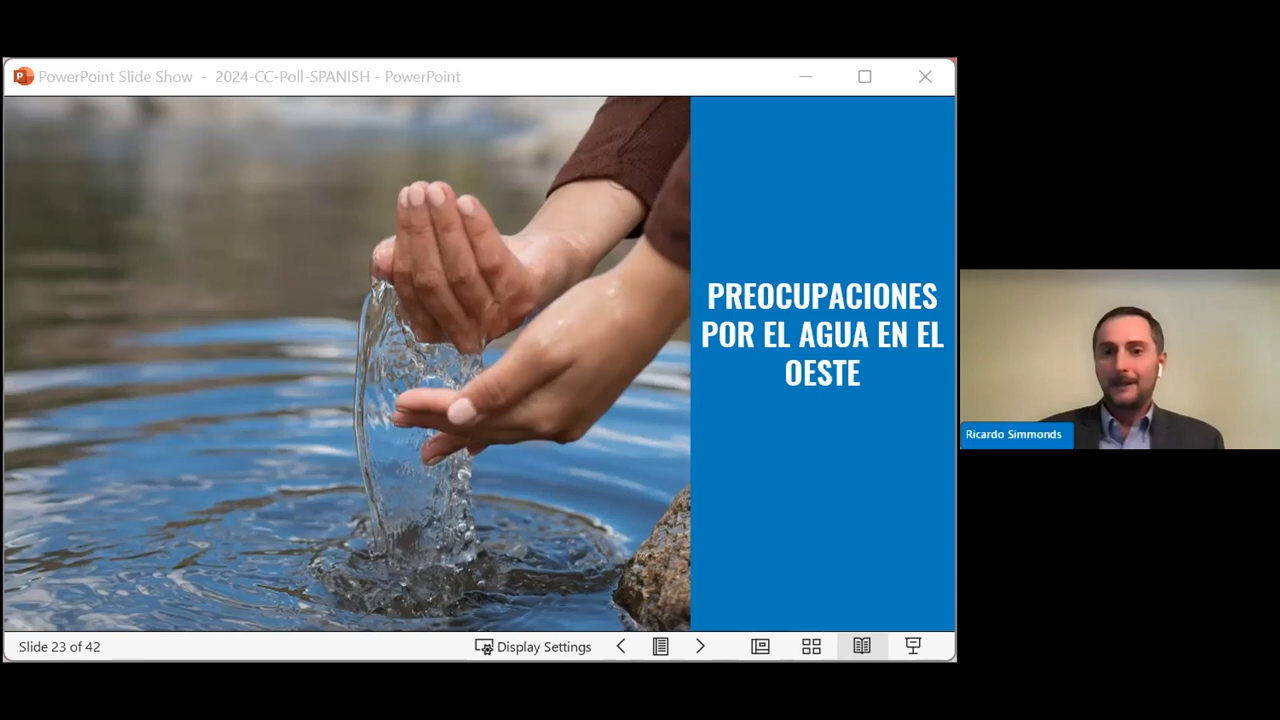 PowerPoint Slide Show - 2024-CC-Poll-SPANISH - PowerPoint
PREOCUPACIONES
POR EL AGUA EN EL
OESTE
Ricardo Simmonds
Slide 23 of 42
Display Settings